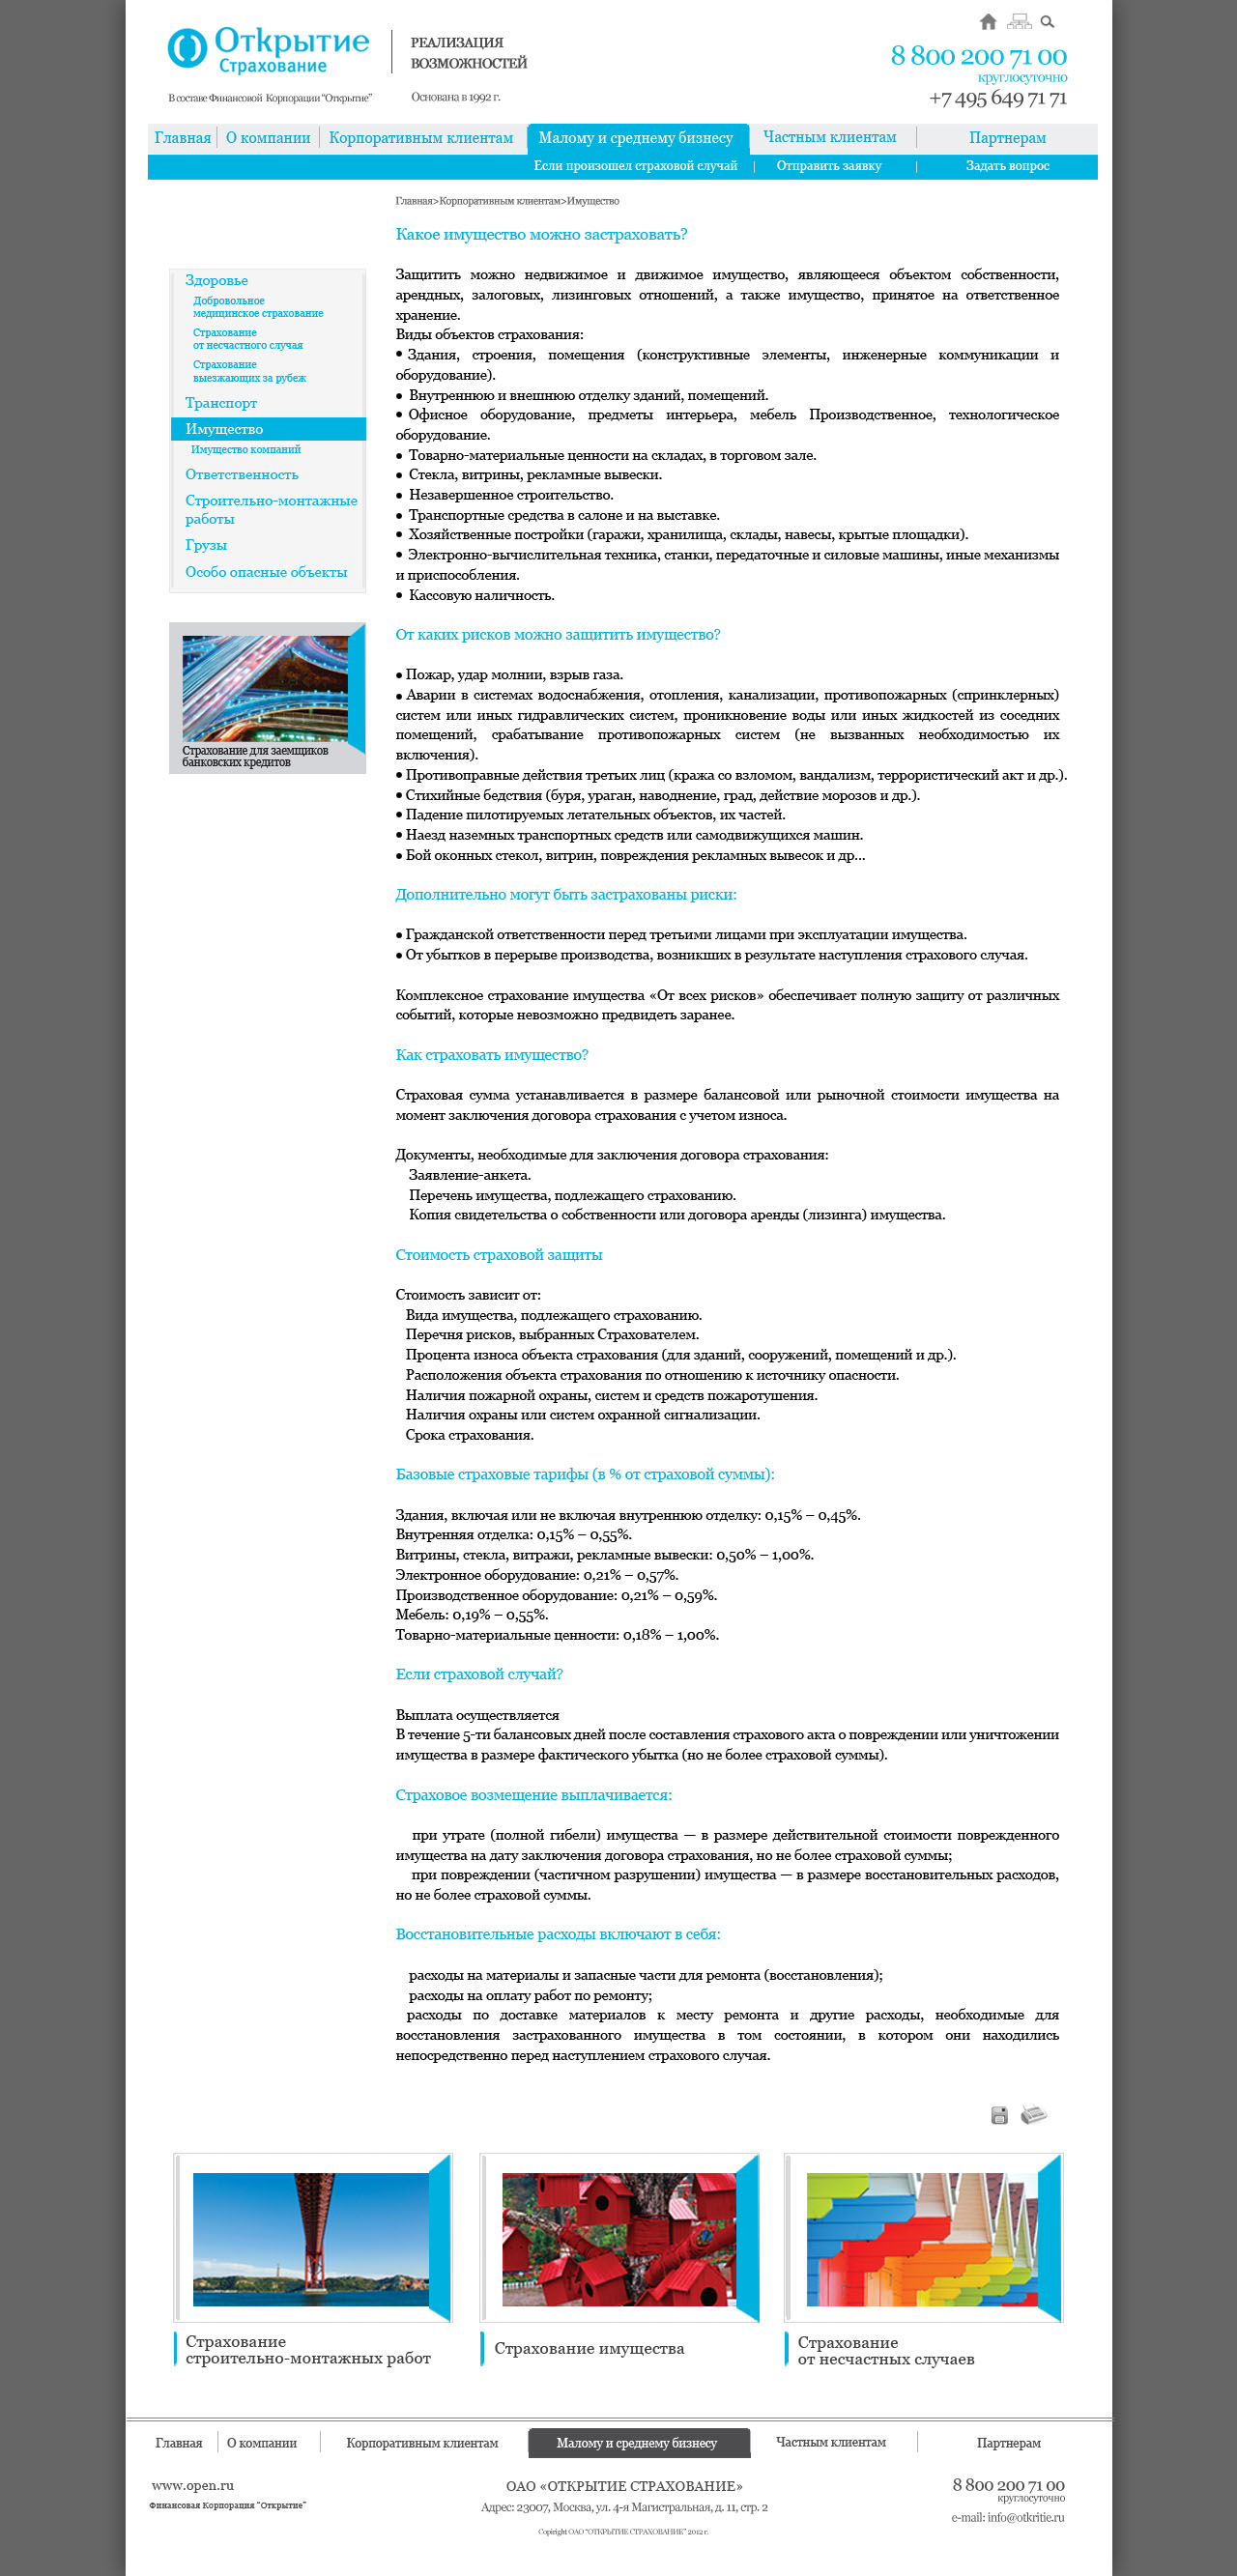 Открытие
Страхование
В составе Финансовой Корпорации "Открытие"
РЕАЛИЗАЦИЯ
ВОЗМОЖНОСТЕЙ
Основана в 1992 г.
8 800 200 71 00
круглосуточно
+7 495 649 71 71
Главная О компании Корпоративным клиентам Малому и среднему бизнесу Частным клиентам Партнерам
Если произошел страховой случай Отправить заявку Задать вопрос
Главная>Корпоративным клиентам>Имущество
Здоровье
Добровольное
медицинское страхование
Страхование
от несчастного случая
Страхование
выезжающих за рубеж
Транспорт
Имущество
Имущество компаний
Ответственность
Строительно-монтажные
работы
Грузы
Особо опасные объекты
Страхование для заемщиков
банковских кредитов
Какое имущество можно застраховать?
Защитить можно недвижимое и движимое имущество, являющееся объектом собственности,
арендных, залоговых, лизинговых отношений, а также имущество, принятое на ответственное
хранение.
Виды объектов страхования:
● Здания, строения, помещения (конструктивные элементы, инженерные коммуникации и
оборудование).
● Внутреннюю и внешнюю отделку зданий, помещений.
● Офисное оборудование, предметы интерьера, мебель Производственное, технологическое
оборудование.
● Товарно-материальные ценности на складах, в торговом зале.
● Стекла, витрины, рекламные вывески.
● Незавершенное строительство.
● Транспортные средства в салоне и на выставке.
● Хозяйственные постройки (гаражи, хранилища, склады, навесы, крытые площадки).
● Электронно-вычислительная техника, станки, передаточные и силовые машины, иные механизмы
и приспособления.
● Кассовую наличность.
От каких рисков можно защитить имущество?
● Пожар, удар молнии, взрыв газа.
● Аварии в системах водоснабжения, отопления, канализации, противопожарных (спринклерных)
систем или иных гидравлических систем, проникновение воды или иных жидкостей из соседних
помещений, срабатывание противопожарных систем (не вызванных необходимостью их
включения).
● Противоправные действия третьих лиц (кража со взломом, вандализм, террористический акт и др.).
● Стихийные бедствия (буря, ураган, наводнение, град, действие морозов и др.).
● Падение пилотируемых летательных объектов, их частей.
● Наезд наземных транспортных средств или самодвижущихся машин.
● Бой оконных стекол, витрин, повреждения рекламных вывесок и др...
Дополнительно могут быть застрахованы риски:
● Гражданской ответственности перед третьими лицами при эксплуатации имущества.
● От убытков в перерыве производства, возникших в результате наступления страхового случая.
Комплексное страхование имущества «От всех рисков» обеспечивает полную защиту от различных
событий, которые невозможно предвидеть заранее.
Как страховать имущество?
Страховая сумма устанавливается в размере балансовой или рыночной стоимости имущества на
момент заключения договора страхования с учетом износа.
Документы, необходимые для заключения договора страхования:
Заявление-анкета.
Перечень имущества, подлежащего страхованию.
Копия свидетельства о собственности или договора аренды (лизинга) имущества.
Стоимость страховой защиты
Стоимость зависит от:
Вида имущества, подлежащего страхованию.
Перечня рисков, выбранных Страхователем.
Процента износа объекта страхования (для зданий, сооружений, помещений и др.).
Расположения объекта страхования по отношению к источнику опасности.
Наличия пожарной охраны, систем и средств пожаротушения.
Наличия охраны или систем охранной сигнализации.
Срока страхования.
Базовые страховые тарифы (в % от страховой суммы):
Здания, включая или не включая внутреннюю отделку: 0,15% – 0,45%.
Внутренняя отделка: 0,15% – 0,55%.
Витрины, стекла, витражи, рекламные вывески: 0,50% – 1,00%.
Электронное оборудование: 0,21% – 0,57%.
Производственное оборудование: 0,21% – 0,59%.
Мебель: 0,19% – 0,55%.
Товарно-материальные ценности: 0,18% – 1,00%.
Если страховой случай?
Выплата осуществляется
В течение 5-ти балансовых дней после составления страхового акта о повреждении или уничтожении
имущества в размере фактического убытка (но не более страховой суммы).
Страховое возмещение выплачивается:
при утрате (полной гибели) имущества — в размере действительной стоимости поврежденного
имущества на дату заключения договора страхования, но не более страховой суммы;
при повреждении (частичном разрушении) имущества — в размере восстановительных расходов,
но не более страховой суммы.
Восстановительные расходы включают в себя:
расходы на материалы и запасные части для ремонта (восстановления);
расходы на оплату работ по ремонту;
расходы по доставке материалов к месту ремонта и другие расходы, необходимые для
восстановления застрахованного имущества в том состоянии, в котором они находились
непосредственно перед наступлением страхового случая.
Страхование
строительно-монтажных работ
Страхование имущества
Страхование
от несчастных случаев
Главная О компании Корпоративным клиентам Малому и среднему бизнесу Частным клиентам Партнерам
www.open.ru
Финансовая Корпорация "Открытие"
ОАО «ОТКРЫТИЕ СТРАХОВАНИЕ»
Адрес: 23007, Москва, ул. 4-я Магистральная, д. 11, стр. 2
Copiright ОАО "ОТКРЫТИЕ СТРАХОВАНИЕ" 2012 г.
8 800 200 71 00
круглосуточно
e-mail: info@otkritie.ru